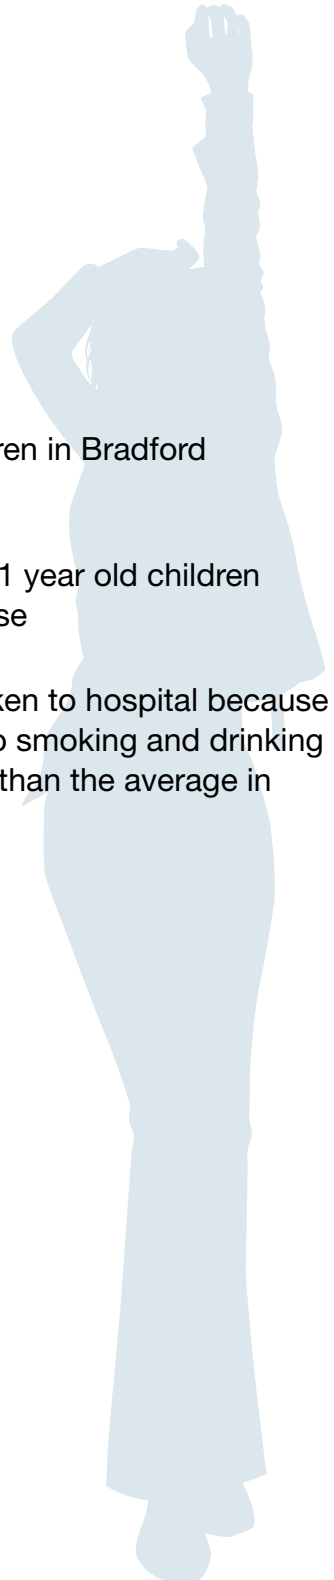 ren in Bradford
1 year old children
se
ken to hospital because
o smoking and drinking
than the average in